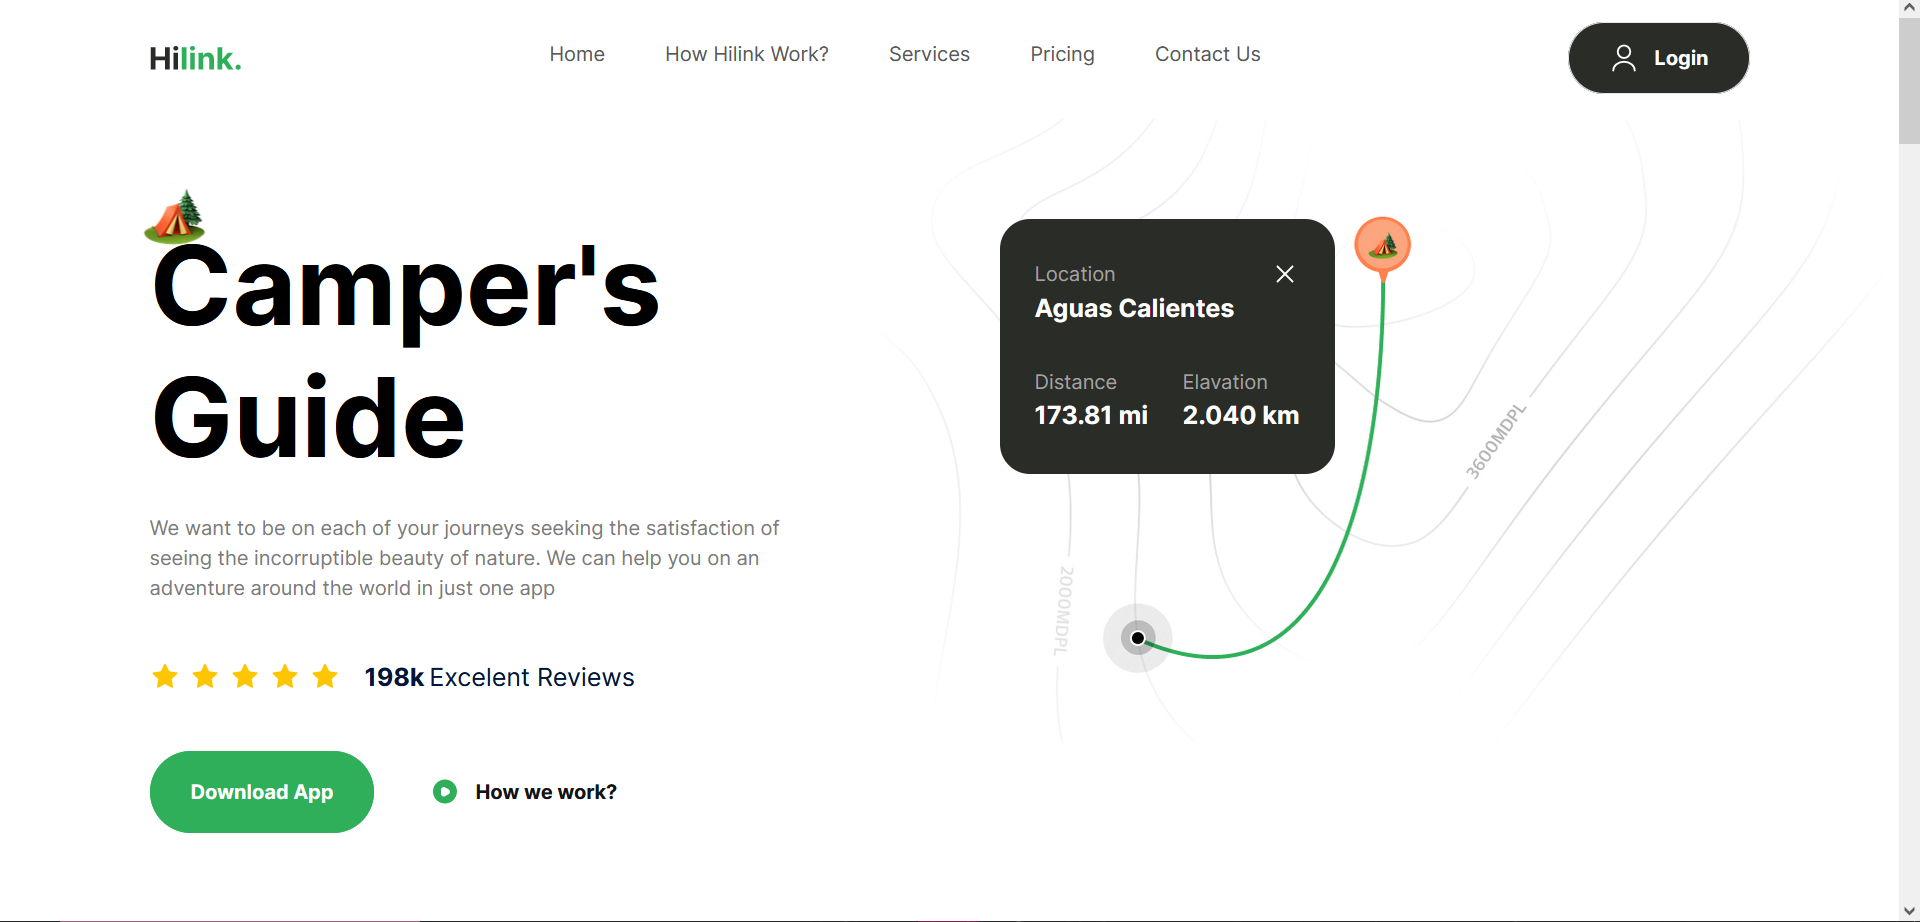 Hilink.
Home
How Hilink Work?
Services
Pricing
Contact Us
Login
Camper's
Guide
We want to be on each of your journeys seeking the satisfaction of
seeing the incorruptible beauty of nature. We can help you on an
adventure around the world in just one app
198k Excelent Reviews
Download App
How we work?
Location
Aguas Calientes
Distance
Elavation
173.81 mi
2.040 km
3600MDPL
2000MDPL